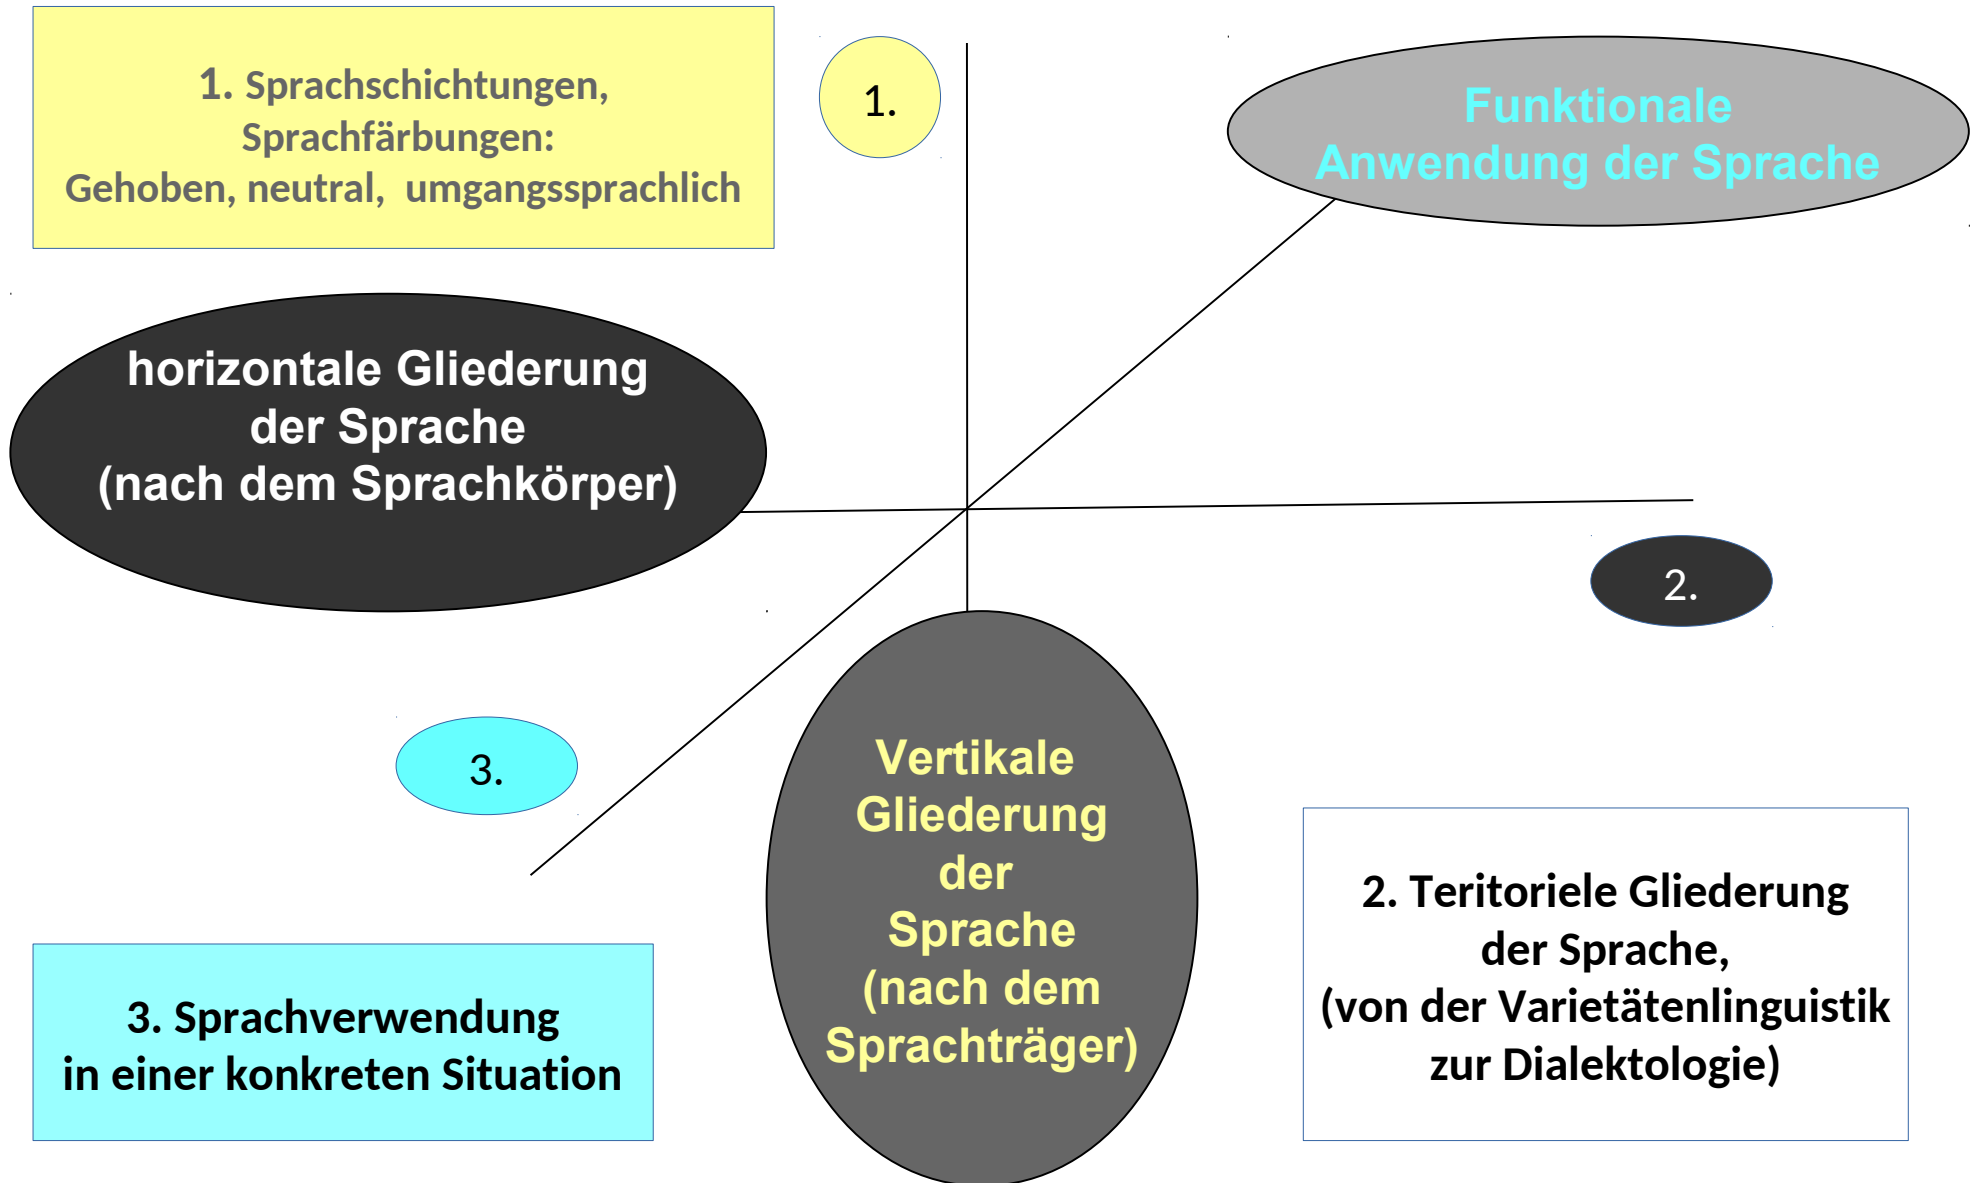 1. Sprachschichtungen,
Sprachfärbungen:
Gehoben, neutral,  umgangssprachlich
1.
Funktionale
Anwendung der Sprache
horizontale Gliederung
der Sprache
(nach dem Sprachkörper)
2.
3.
Vertikale
Gliederung
der
Sprache
(nach dem
Sprachträger)
2. Teritoriele Gliederung
der Sprache,
(von der Varietätenlinguistik
zur Dialektologie)
3. Sprachverwendung
in einer konkreten Situation